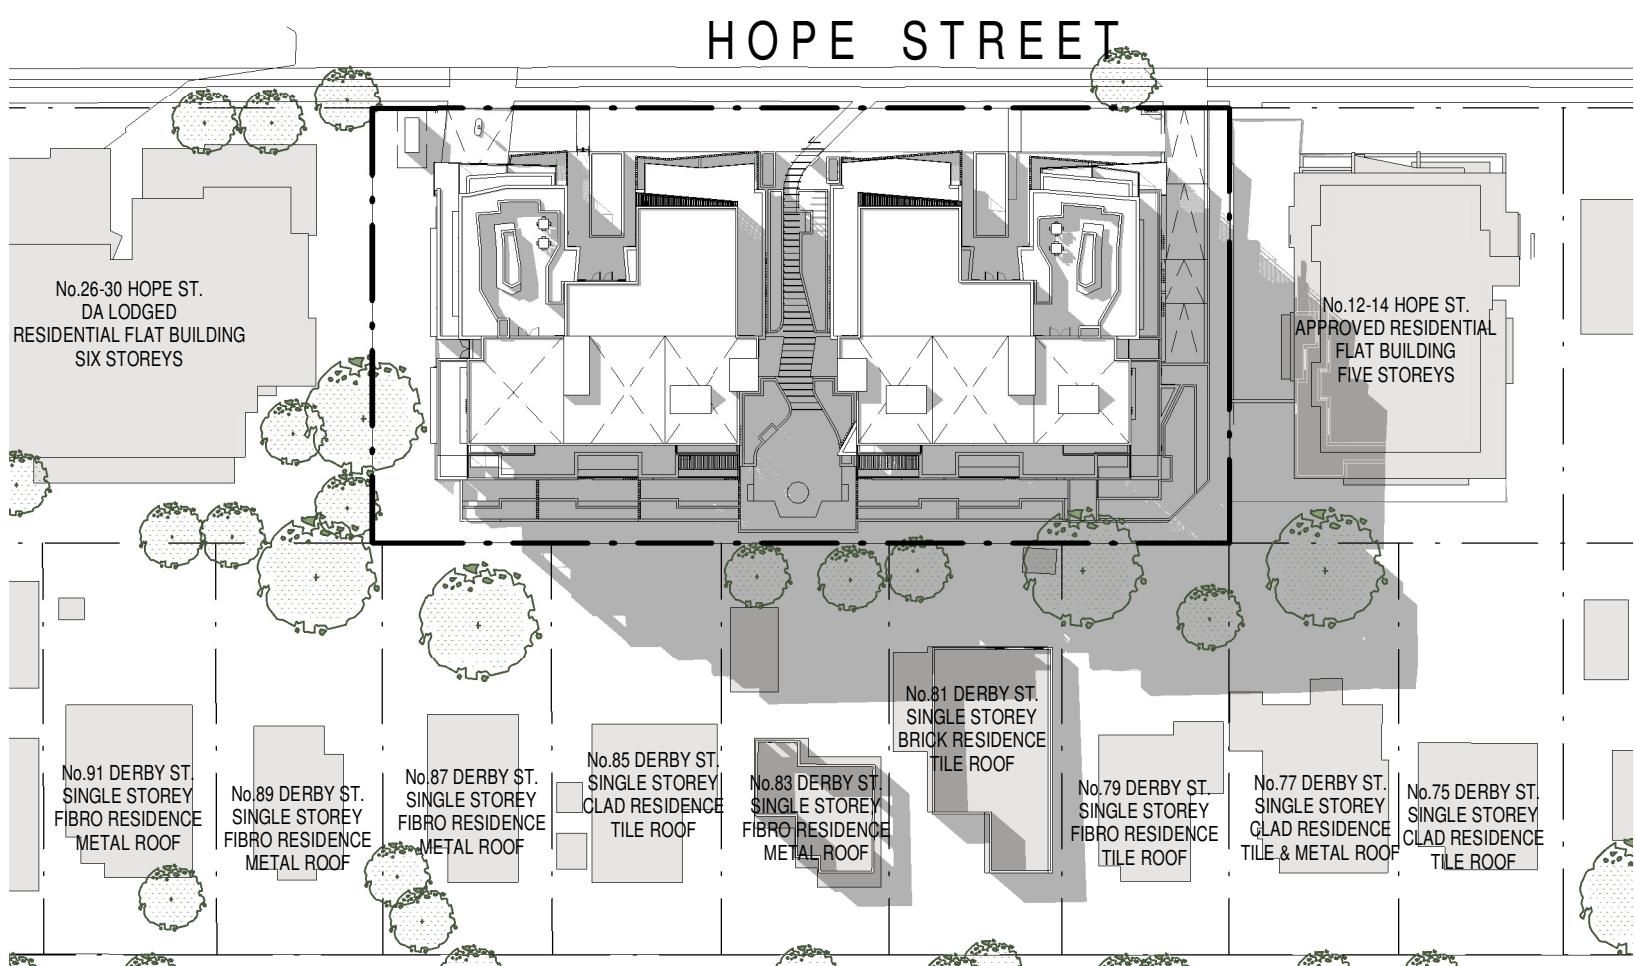 HOPE STREET
No.26-30 HOPE ST.
DA LODGED
RESIDENTIAL FLAT BUILDING
SIX STOREYS
No.12-14 HOPE ST.
APPROVED RESIDENTIAL
FLAT BUILDING
FIVE STOREYS
No.91 DERBY ST.
SINGLE STOREY
FIBRO RESIDENCE
METAL ROOF
No.89 DERBY ST.
SINGLE STOREY
FIBRO RESIDENCE
METAL ROOF
No.87 DERBY ST.
SINGLE STOREY
FIBRO RESIDENCE
METAL ROOF
No.85 DERBY ST.
SINGLE STOREY
CLAD RESIDENCE
TILE ROOF
No.83 DERBY ST.
SINGLE STOREY
FIBRO RESIDENCE
METAL ROOF
No.81 DERBY ST.
SINGLE STOREY
BRICK RESIDENCE
TILE ROOF
No.79 DERBY ST.
SINGLE STOREY
FIBRO RESIDENCE
TILE ROOF
No.77 DERBY ST.
SINGLE STOREY
CLAD RESIDENCE
TILE & METAL ROOF
No.75 DERBY ST.
SINGLE STOREY
CLAD RESIDENCE
TILE ROOF